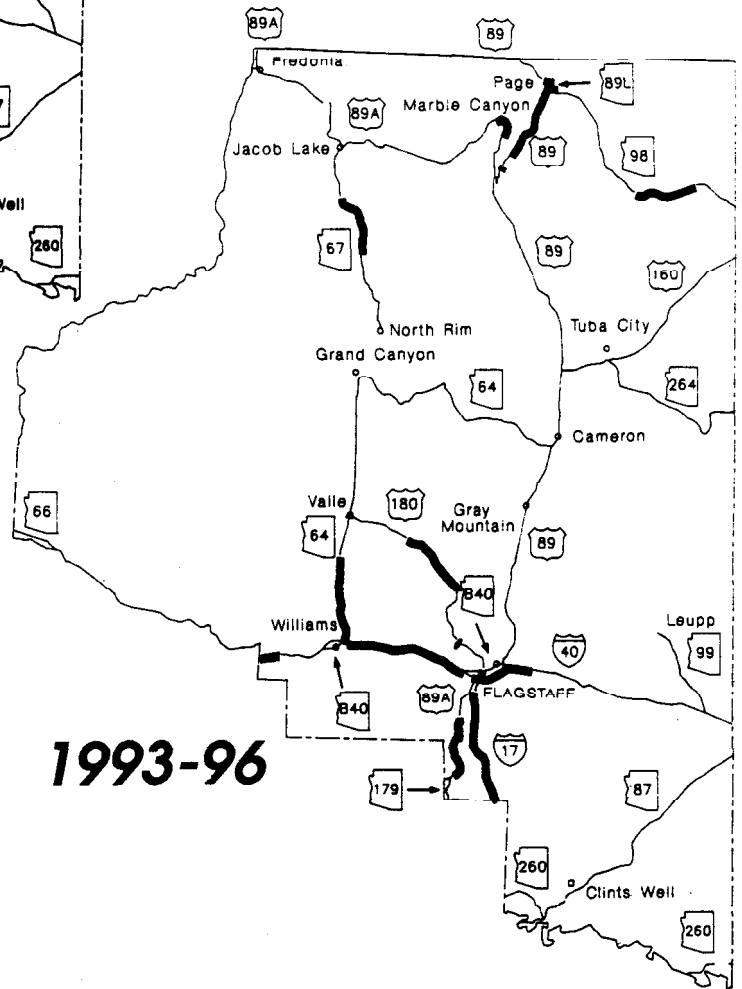 89A
89
Fredonia
Page
89L
Marble Canyon
7
89A
89
98
Jacob Lake
Well
260
67
89
160
North Rim
Tuba City
Grand Canyon
64
264
Cameron
66
Valle
180
Gray
Mountain
64
89
B40
Leupp
Williams
40
99
89A
FLAGSTAFF
B40
1993-96
17
179
87
260
Clints Well
260